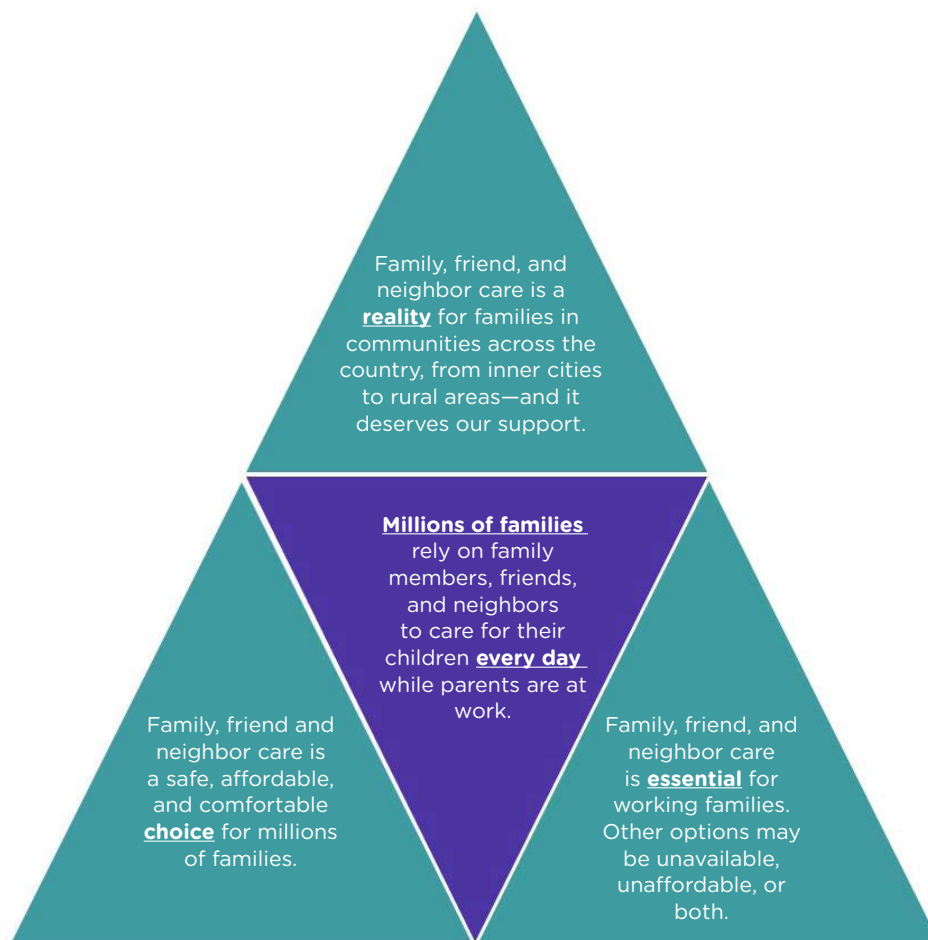 Family, friend, and
neighbor care is a
reality for families in
communities across the
country, from inner cities
to rural areas—and it
deserves our support.
Millions of families
rely on family
members, friends,
and neighbors
to care for their
children every day
while parents are at
work.
Family, friend and
neighbor care is
a safe, affordable,
and comfortable
choice for millions
of families.
Family, friend, and
neighbor care
is essential for
working families.
Other options may
be unavailable,
unaffordable, or
both.